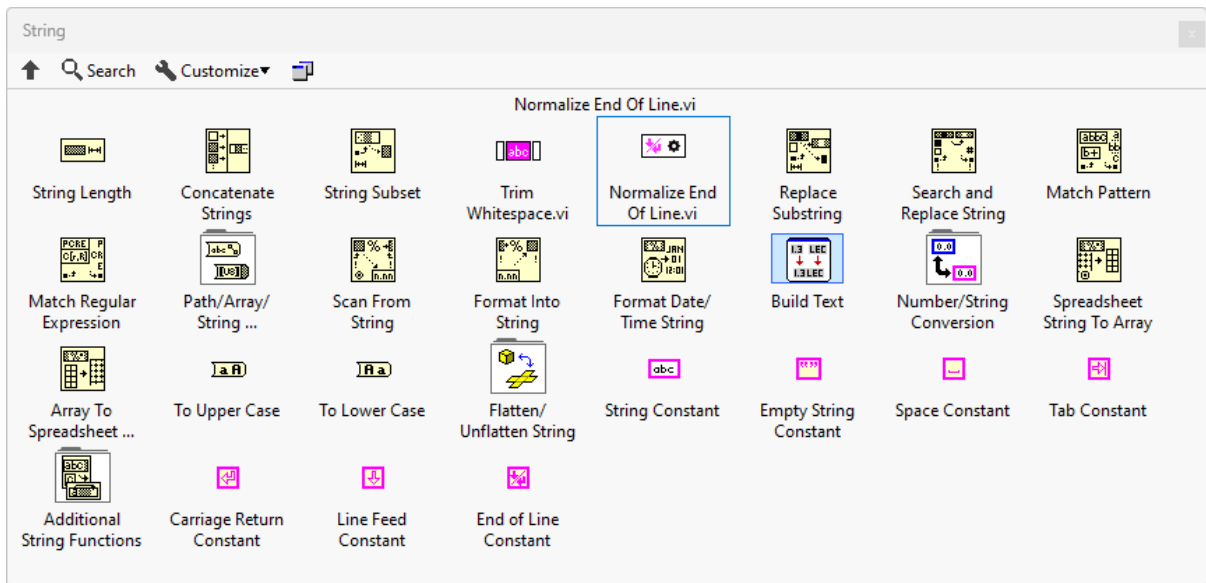 String
Search Customize
Normalize End Of Line.vi
String Length
Concatenate
Strings
String Subset
Trim
Whitespace.vi
Normalize End
Of Line.vi
Replace
Substring
Search and
Replace String
Match Pattern
Match Regular
Expression
Path/Array/
String ...
Scan From
String
Format Into
String
Format Date/
Time String
Build Text
Number/String
Conversion
Spreadsheet
String To Array
Array To
Spreadsheet ...
To Upper Case
To Lower Case
Flatten/
Unflatten String
String Constant
Empty String
Constant
Space Constant
Tab Constant
Additional
String Functions
Carriage Return
Constant
Line Feed
Constant
End of Line
Constant